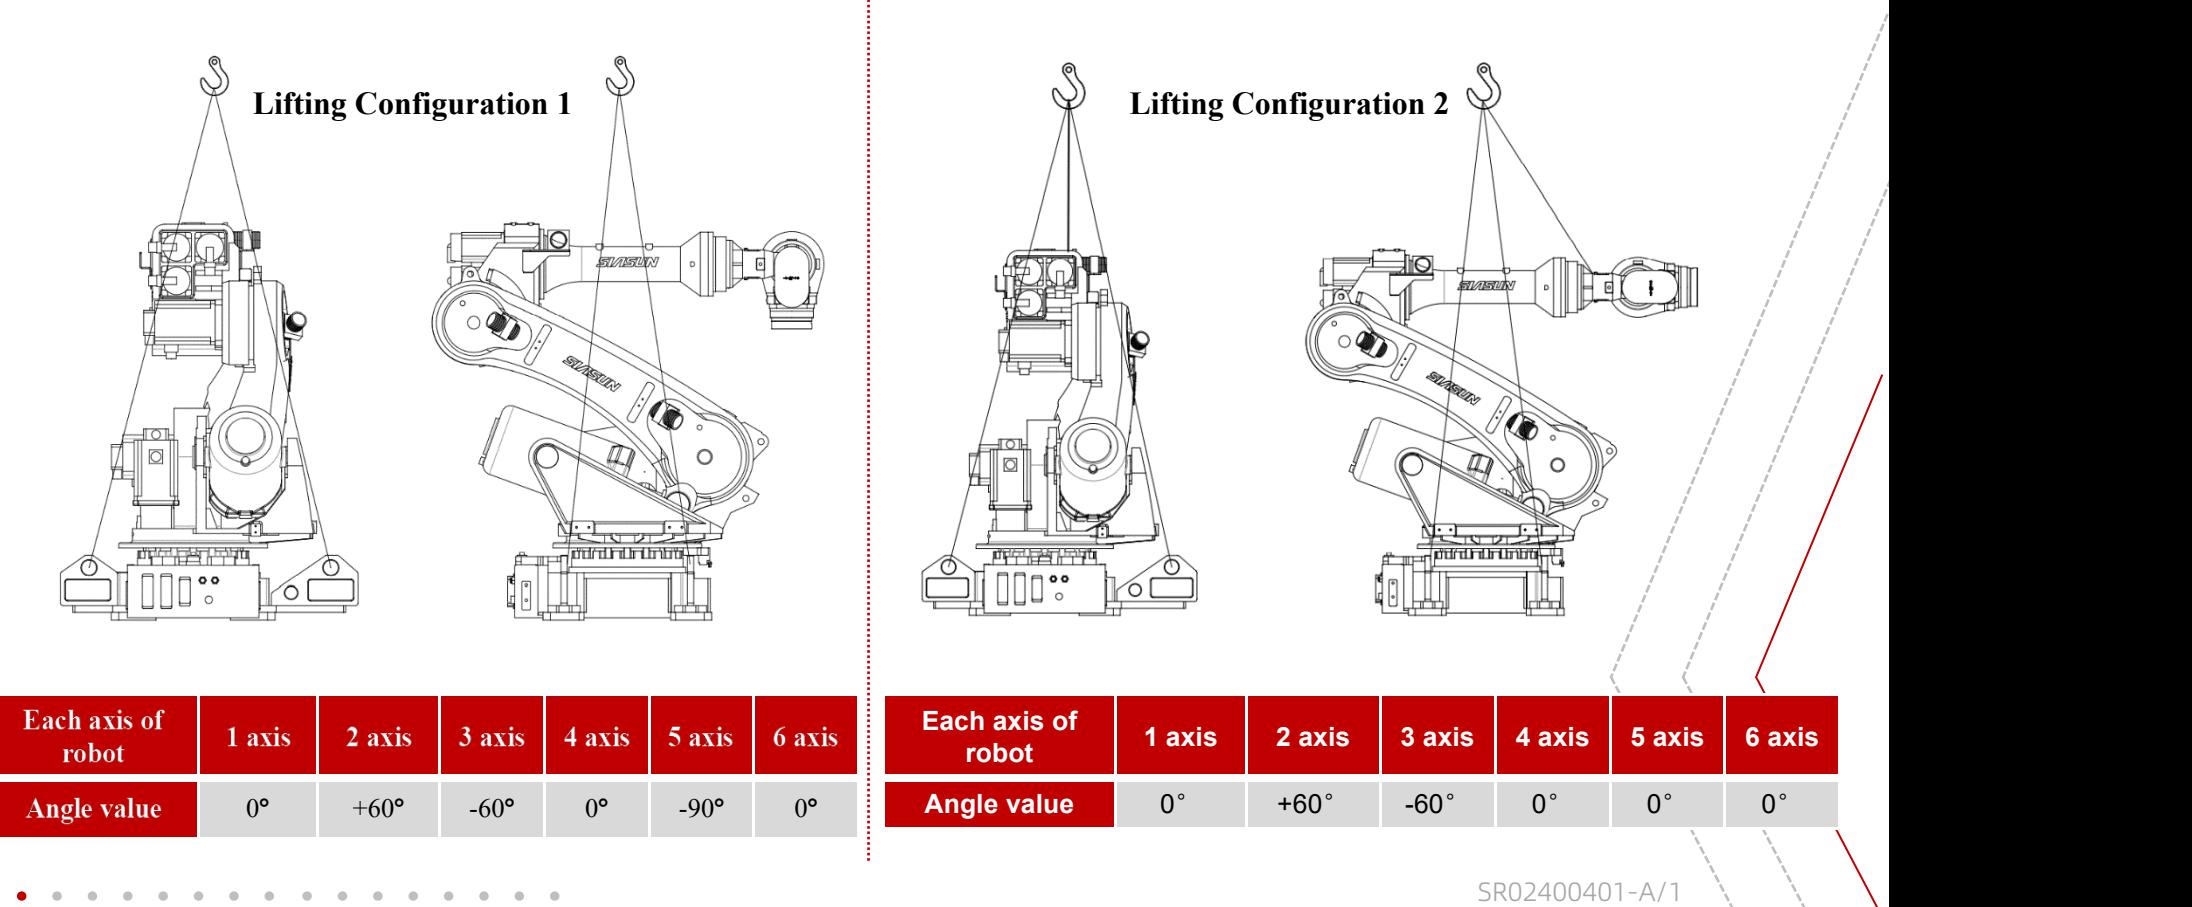 Lifting Configuration 1
SIASUN
SIASUN
Each axis of robot 1 axis 2 axis 3 axis 4 axis 5 axis 6 axis
Angle value 0° +60° -60° 0° -90° 0°
Lifting Configuration 2
SIASUN
SIASUN
Each axis of robot 1 axis 2 axis 3 axis 4 axis 5 axis 6 axis
Angle value 0° +60° -60° 0° 0° 0°
SR02400401-A/1